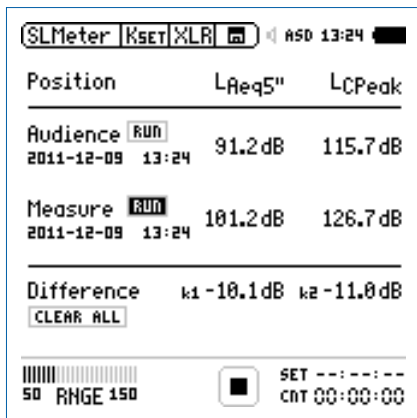 SLMeter KSET XLR ASD 13:24
Position LAeq5" LCPeak
Audience RUN 91.2dB 115.7dB
2011-12-09 13:24
Measure RUN 101.2dB 126.7dB
2011-12-09 13:24
Difference k1 -10.1dB k2 -11.0dB
CLEAR ALL
SET --:--:--
50 RNGE 150 CNT 00:00:00